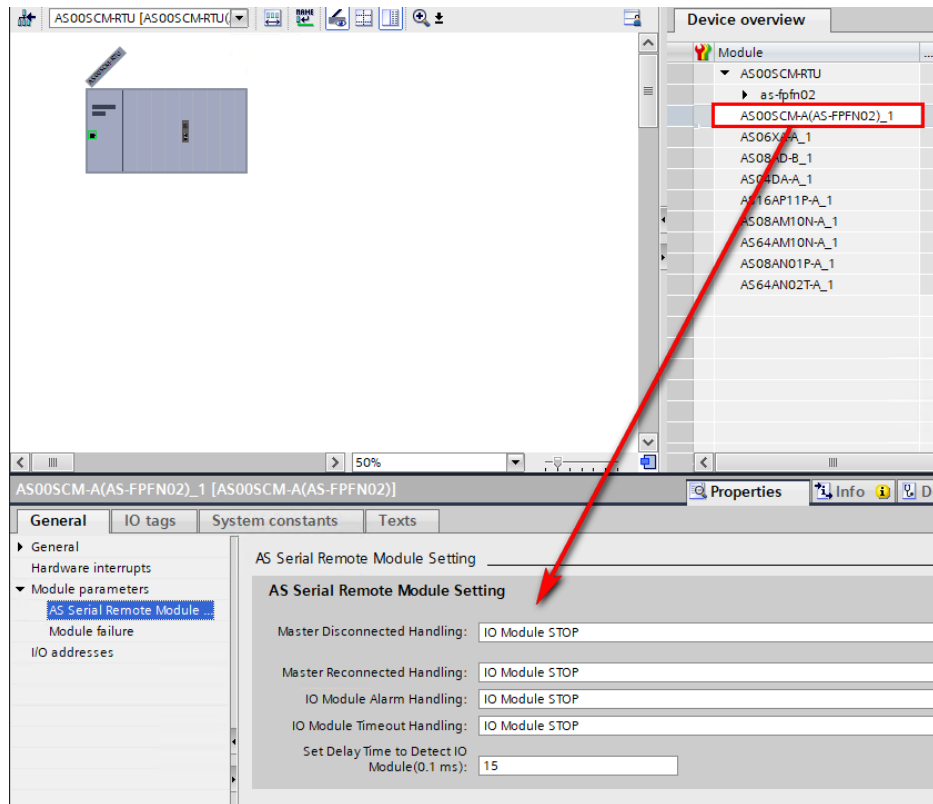 AS00SCM-RTU [AS00SCM-RTU(
NAME
Device overview
Module
...
AS00SCM-RTU
as-fpfn02
AS00SCM-A(AS-FPFN02)_1
AS06XA-A_1
AS08AD-B_1
AS04DA-A_1
AS16AP11P-A_1
AS08AM10N-A_1
AS64AM10N-A_1
AS08AN01P-A_1
AS64AN02T-A_1
50%
AS00SCM-A(AS-FPFN02)_1 [AS00SCM-A(AS-FPFN02)]
Properties
Info
D
General
IO tags
System constants
Texts
General
Hardware interrupts
Module parameters
AS Serial Remote Module ...
Module failure
I/O addresses
AS Serial Remote Module Setting
AS Serial Remote Module Setting
Master Disconnected Handling: IO Module STOP
Master Reconnected Handling: IO Module STOP
IO Module Alarm Handling: IO Module STOP
IO Module Timeout Handling: IO Module STOP
Set Delay Time to Detect IO
Module(0.1 ms): 15